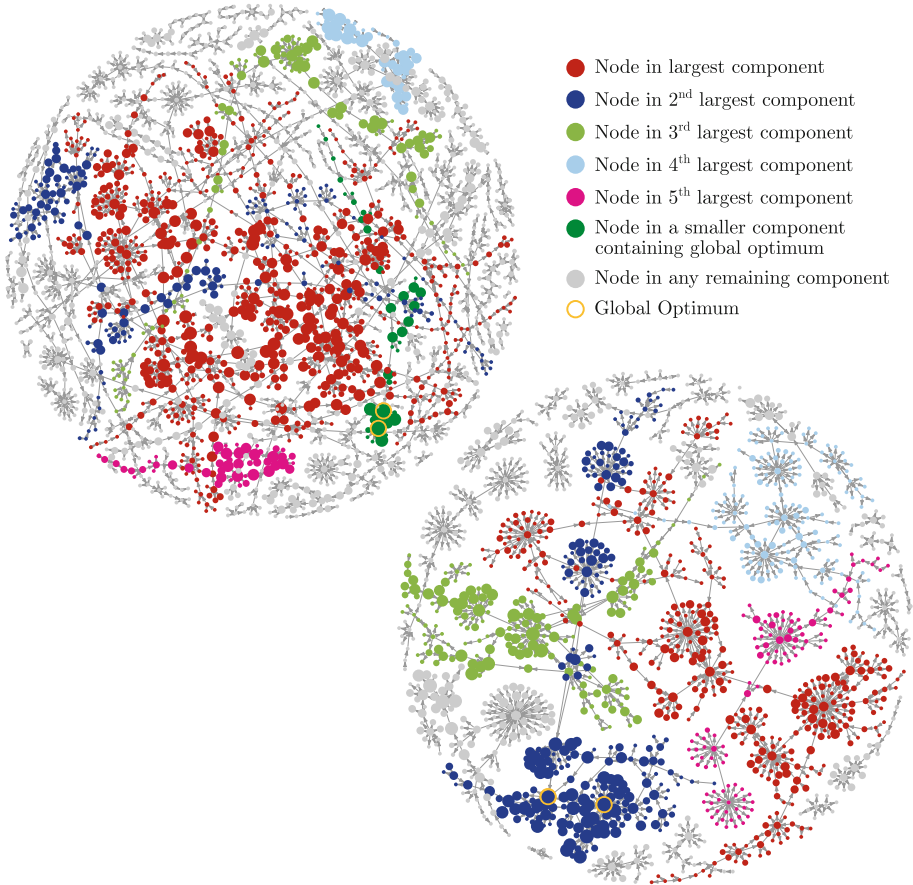 Node in largest component
Node in 2nd largest component
Node in 3rd largest component
Node in 4th largest component
Node in 5th largest component
Node in a smaller component
containing global optimum
Node in any remaining component
Global Optimum